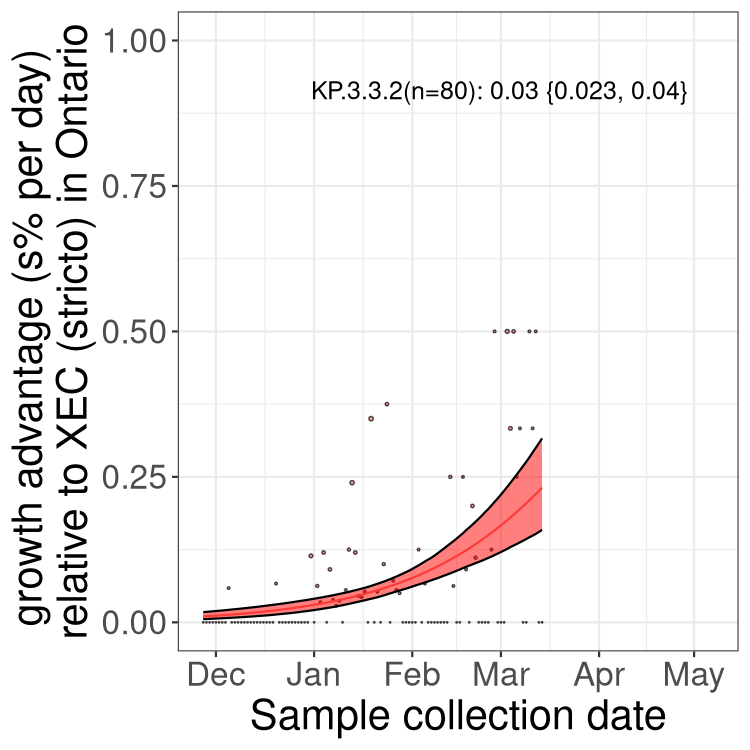 growth advantage (s% per day)
relative to XEC (stricto) in Ontario
1.00
0.75
0.50
0.25
0.00
KP.3.3.2(n=80): 0.03 {0.023, 0.04}
Dec Jan Feb Mar Apr May
Sample collection date